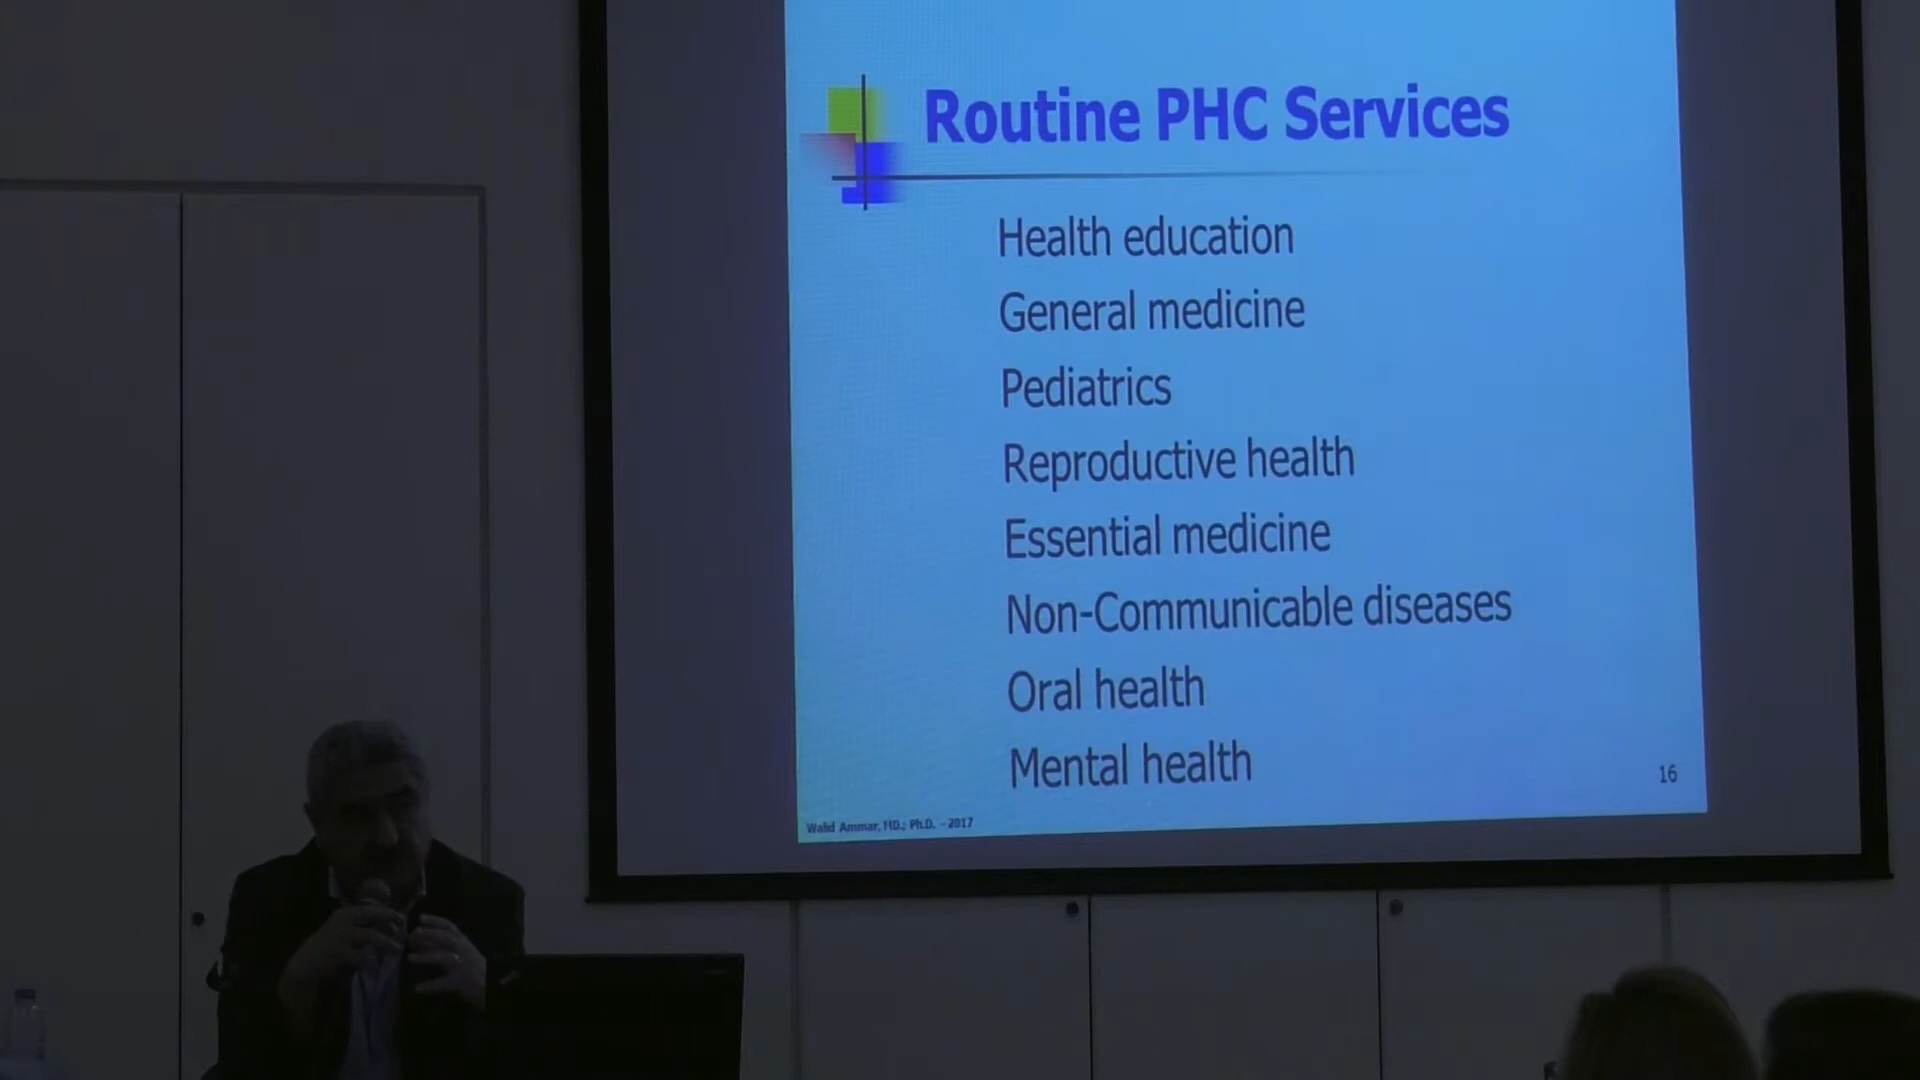 Routine PHC Services
Health education
General medicine
Pediatrics
Reproductive health
Essential medicine
Non-Communicable diseases
Oral health
Mental health
16
Walid Ammar, MD.; Ph.D. - 2017